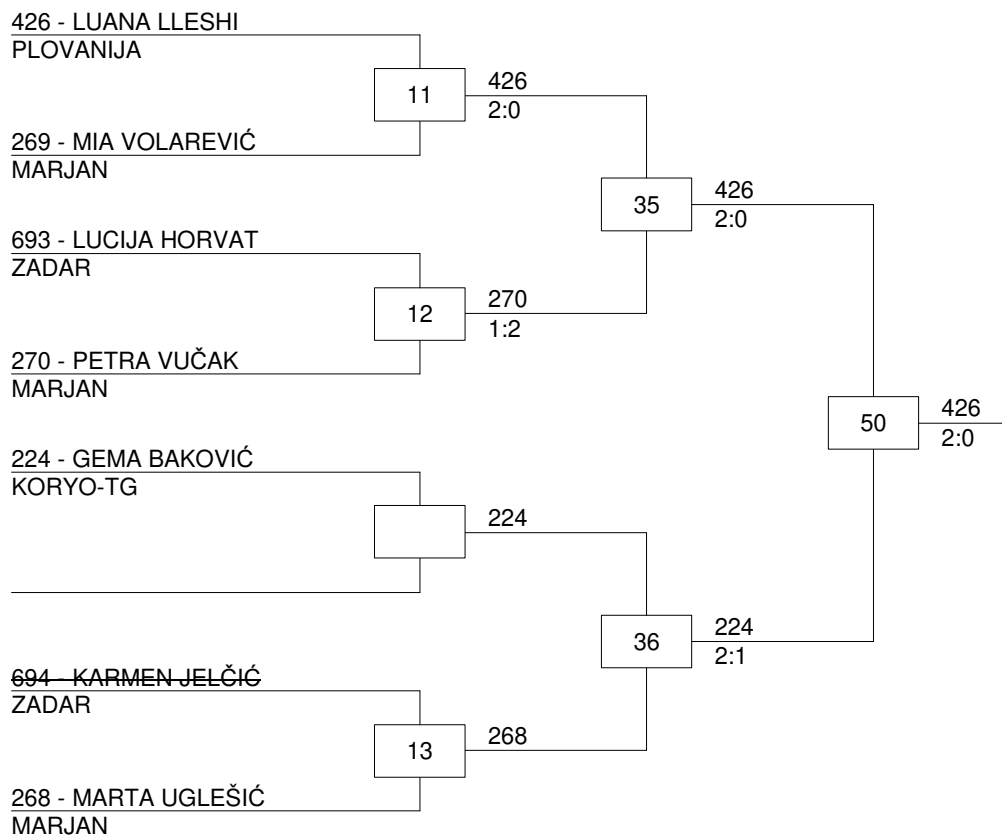 426 - LUANA LLESHI
PLOVANIJA
11
426
2:0
269 - MIA VOLAREVIĆ
MARJAN
35
426
2:0
693 - LUCIJA HORVAT
ZADAR
12
270
1:2
270 - PETRA VUČAK
MARJAN
50
426
2:0
224 - GEMA BAKOVIĆ
KORYO-TG
224
36
224
2:1
694 - KARMEN JELČIĆ
ZADAR
13
268
268 - MARTA UGLEŠIĆ
MARJAN